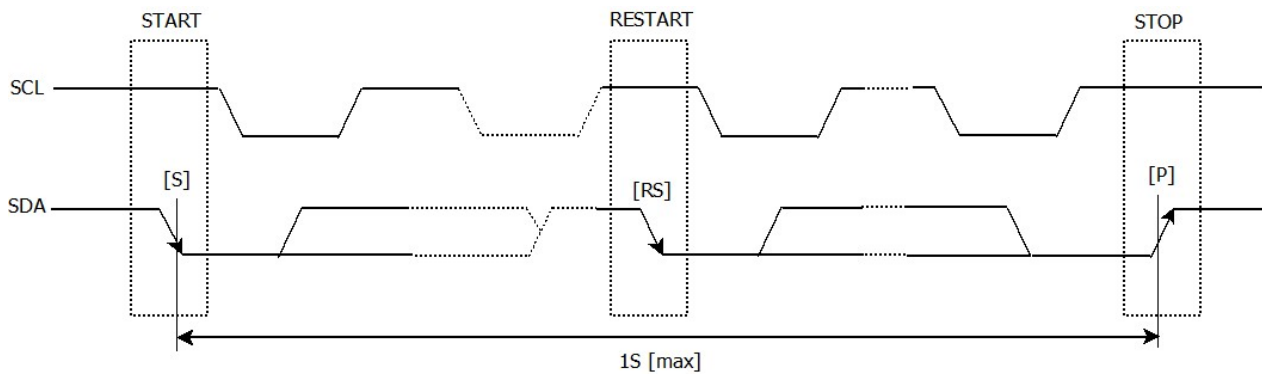 START
RESTART
STOP
SCL
[S]
[RS]
[P]
SDA
1S [max]